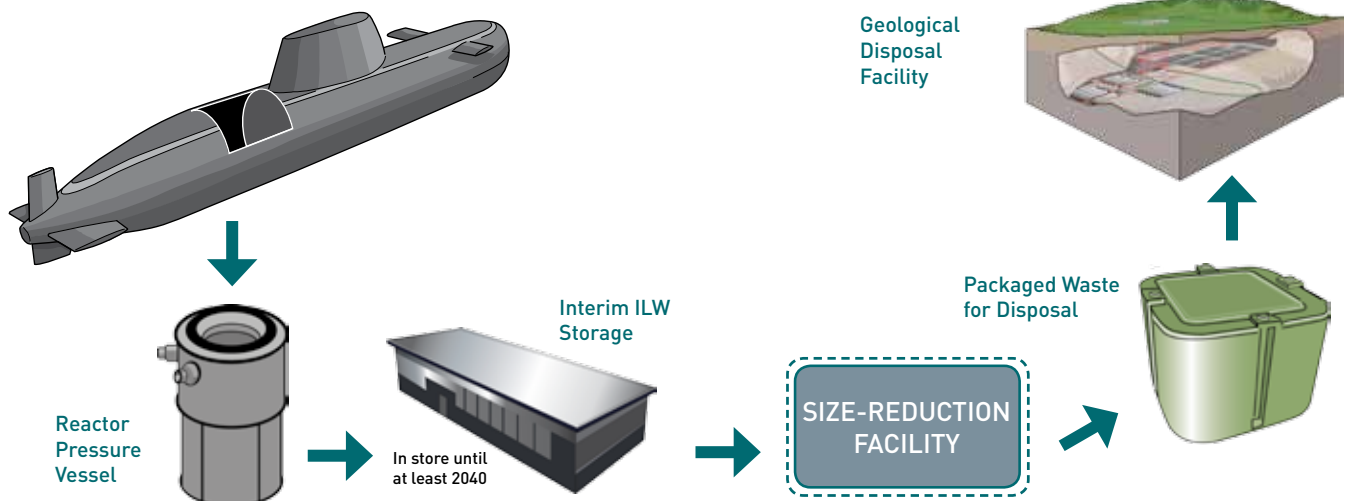 Geological
Disposal
Facility
Packaged Waste
for Disposal
Interim ILW
Storage
Reactor
Pressure
Vessel
In store until
at least 2040
SIZE-REDUCTION
FACILITY